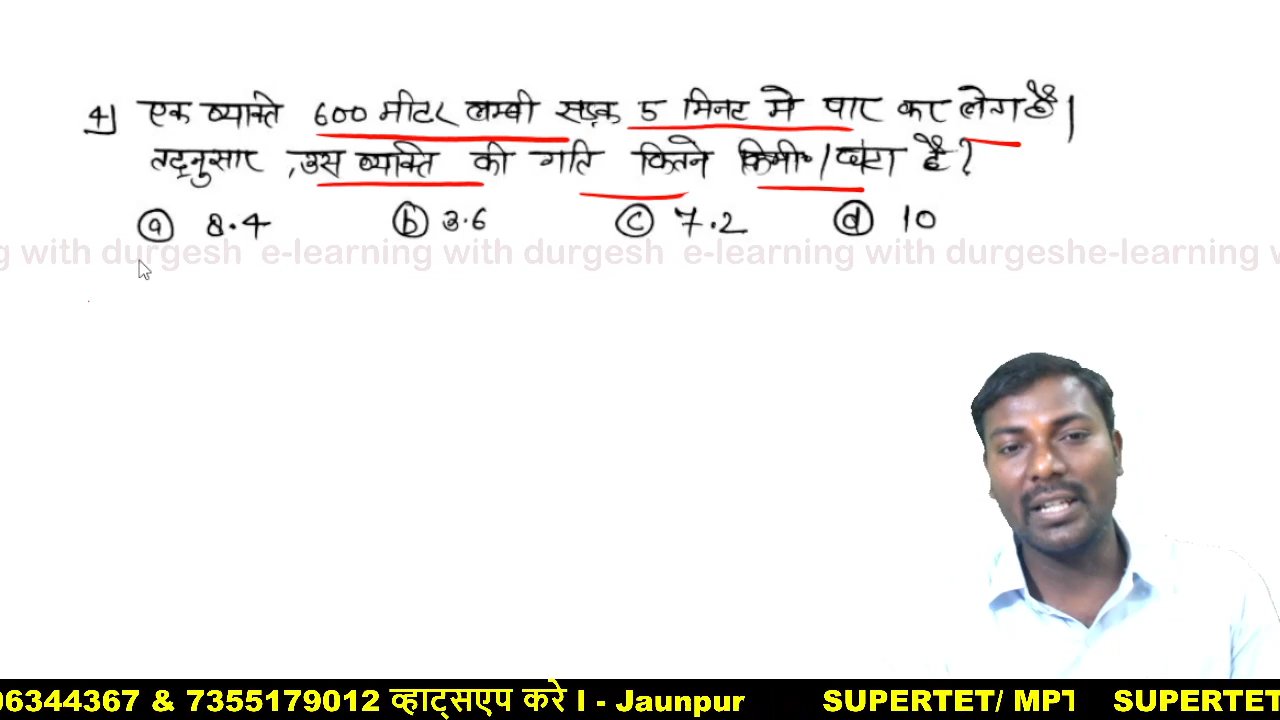 4) एक व्यक्ति 600 मीटर लम्बी सड़क 5 मिनट मे पार कर लेता है।
तद्नुसार , उस व्यक्ति की गति कितने किमी॰/घंटा है?
(a) 8.4 (b) 3.6 (c) 7.2 (d) 10
g with durgesh e-learning with durgesh e-learning with durgeshe-learning w
06344367 & 7355179012 व्हाट्सएप करे I - Jaunpur SUPERTET/ MPT SUPERTET